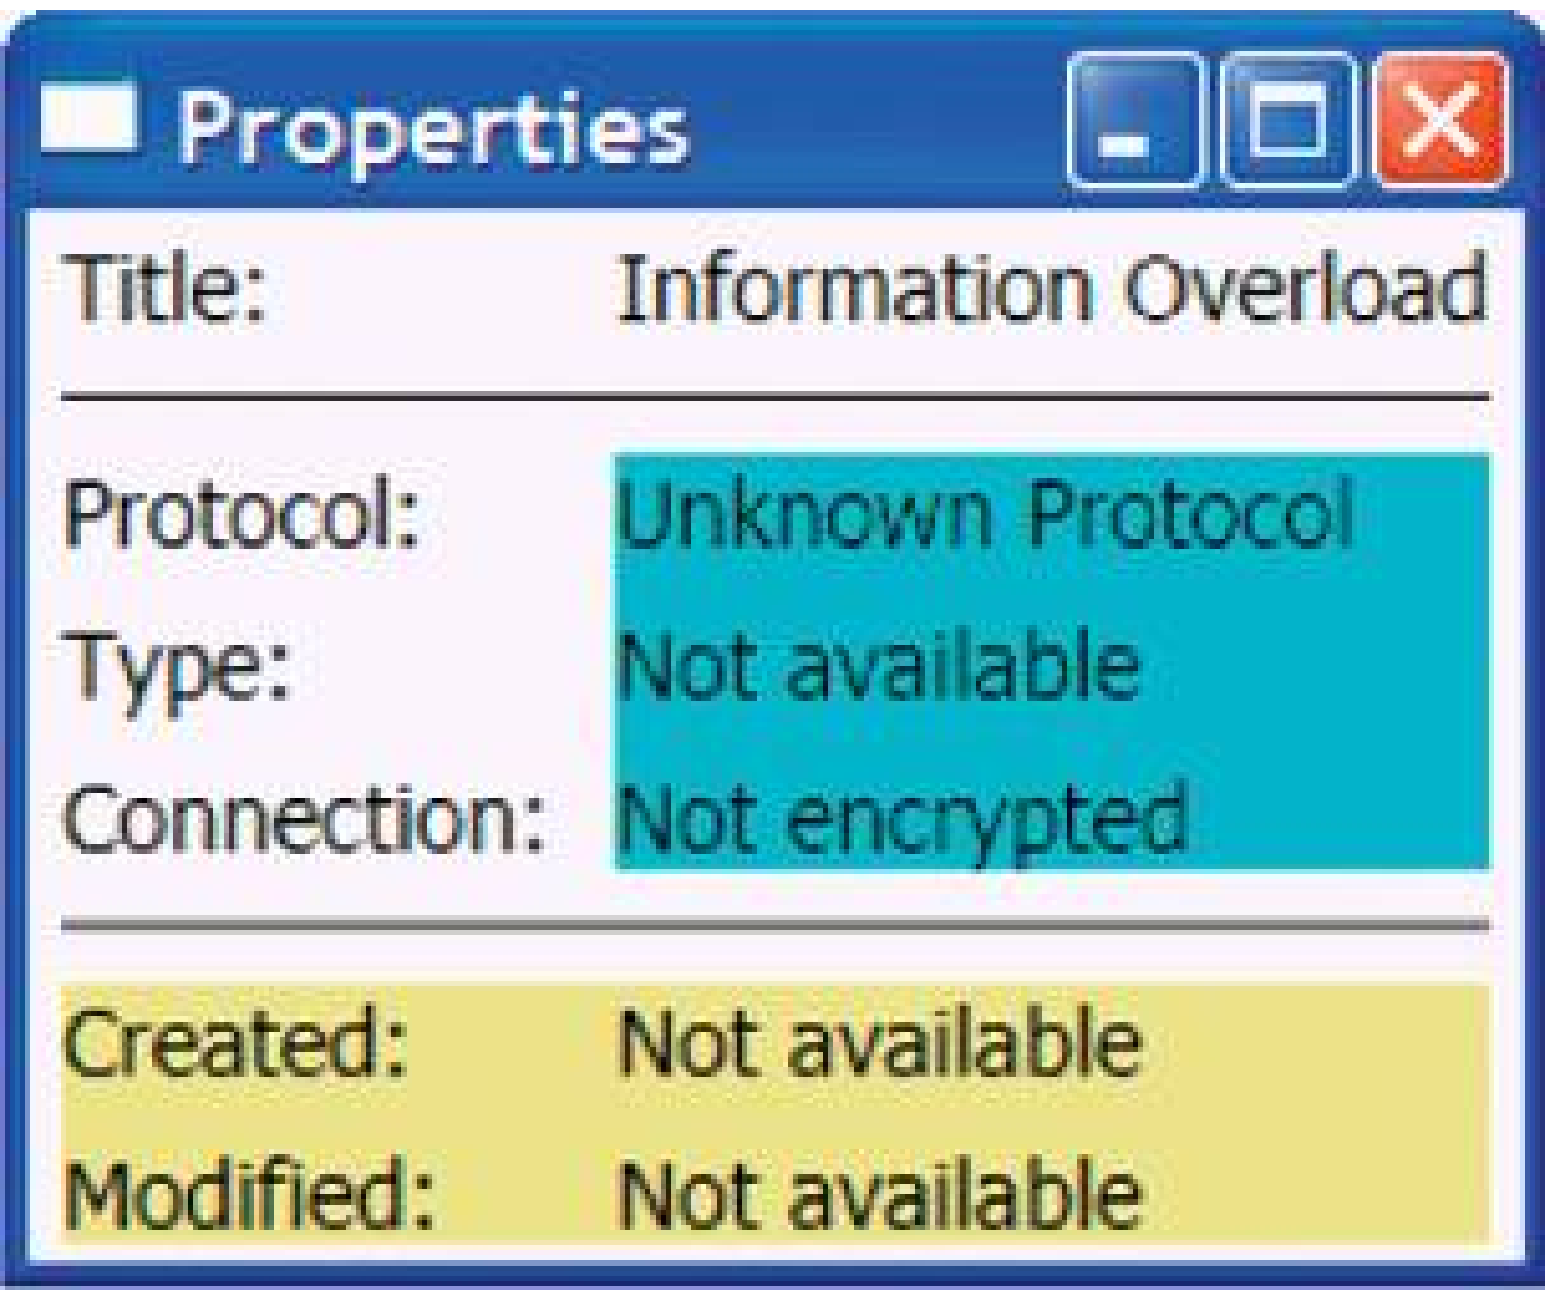 Properties
Title: Information Overload
Protocol: Unknown Protocol
Type: Not available
Connection: Not encrypted
Created: Not available
Modified: Not available